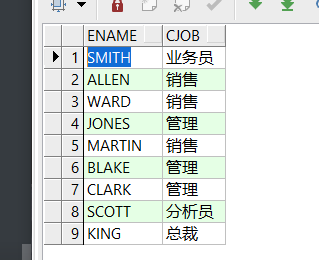 ENAME CJOB
1 SMITH 业务员
2 ALLEN 销售
3 WARD 销售
4 JONES 管理
5 MARTIN 销售
6 BLAKE 管理
7 CLARK 管理
8 SCOTT 分析员
9 KING 总裁